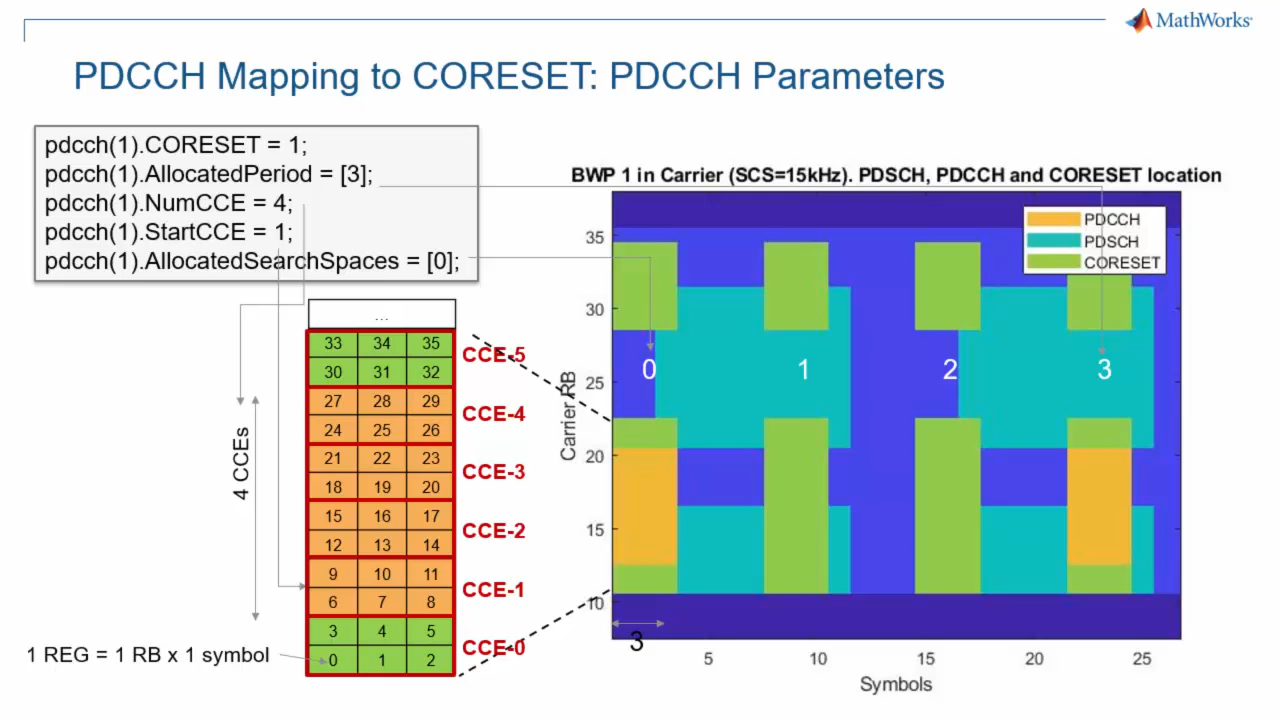 MathWorks
PDCCH Mapping to CORESET: PDCCH Parameters
pdcch(1).CORESET = 1;
pdcch(1).AllocatedPeriod = [3];
pdcch(1).NumCCE = 4;
pdcch(1).StartCCE = 1;
pdcch(1).AllocatedSearchSpaces = [0];
...
33 34 35
CCE-5
30 31 32
27 28 29
CCE-4
24 25 26
21 22 23
CCE-3
18 19 20
15 16 17
CCE-2
12 13 14
9 10 11
CCE-1
6 7 8
3 4 5
CCE-0
0 1 2
4 CCEs
1 REG = 1 RB x 1 symbol
BWP 1 in Carrier (SCS=15kHz). PDSCH, PDCCH and CORESET location
PDCCH
PDSCH
CORESET
35
30
25
20
15
10
Carrier RB
0 1 2 3
3
5 10 15 20 25
Symbols